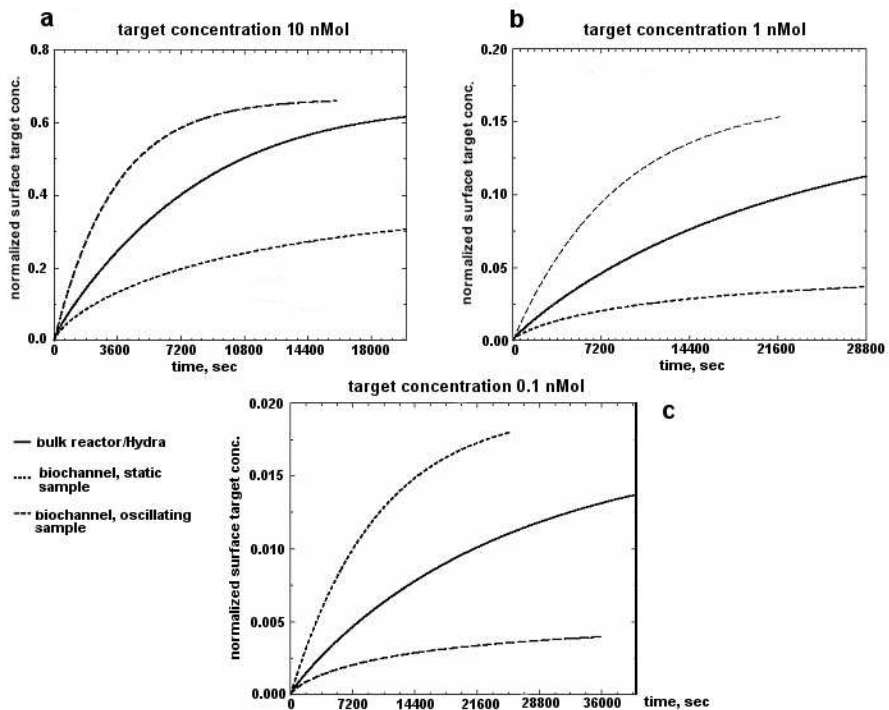 a
target concentration 10 nMol
normalized surface target conc.
0.8
0.6
0.4
0.2
0.0
0 3600 7200 10800 14400 18000
time, sec
b
target concentration 1 nMol
normalized surface target conc.
0.20
0.15
0.10
0.05
0.00
0 7200 14400 21600 28800
time, sec
target concentration 0.1 nMol
c
normalized surface target conc.
0.020
0.015
0.010
0.005
0.000
0 7200 14400 21600 28800 36000 time, sec
bulk reactor/Hydra
biochannel, static
sample
biochannel, oscillating
sample